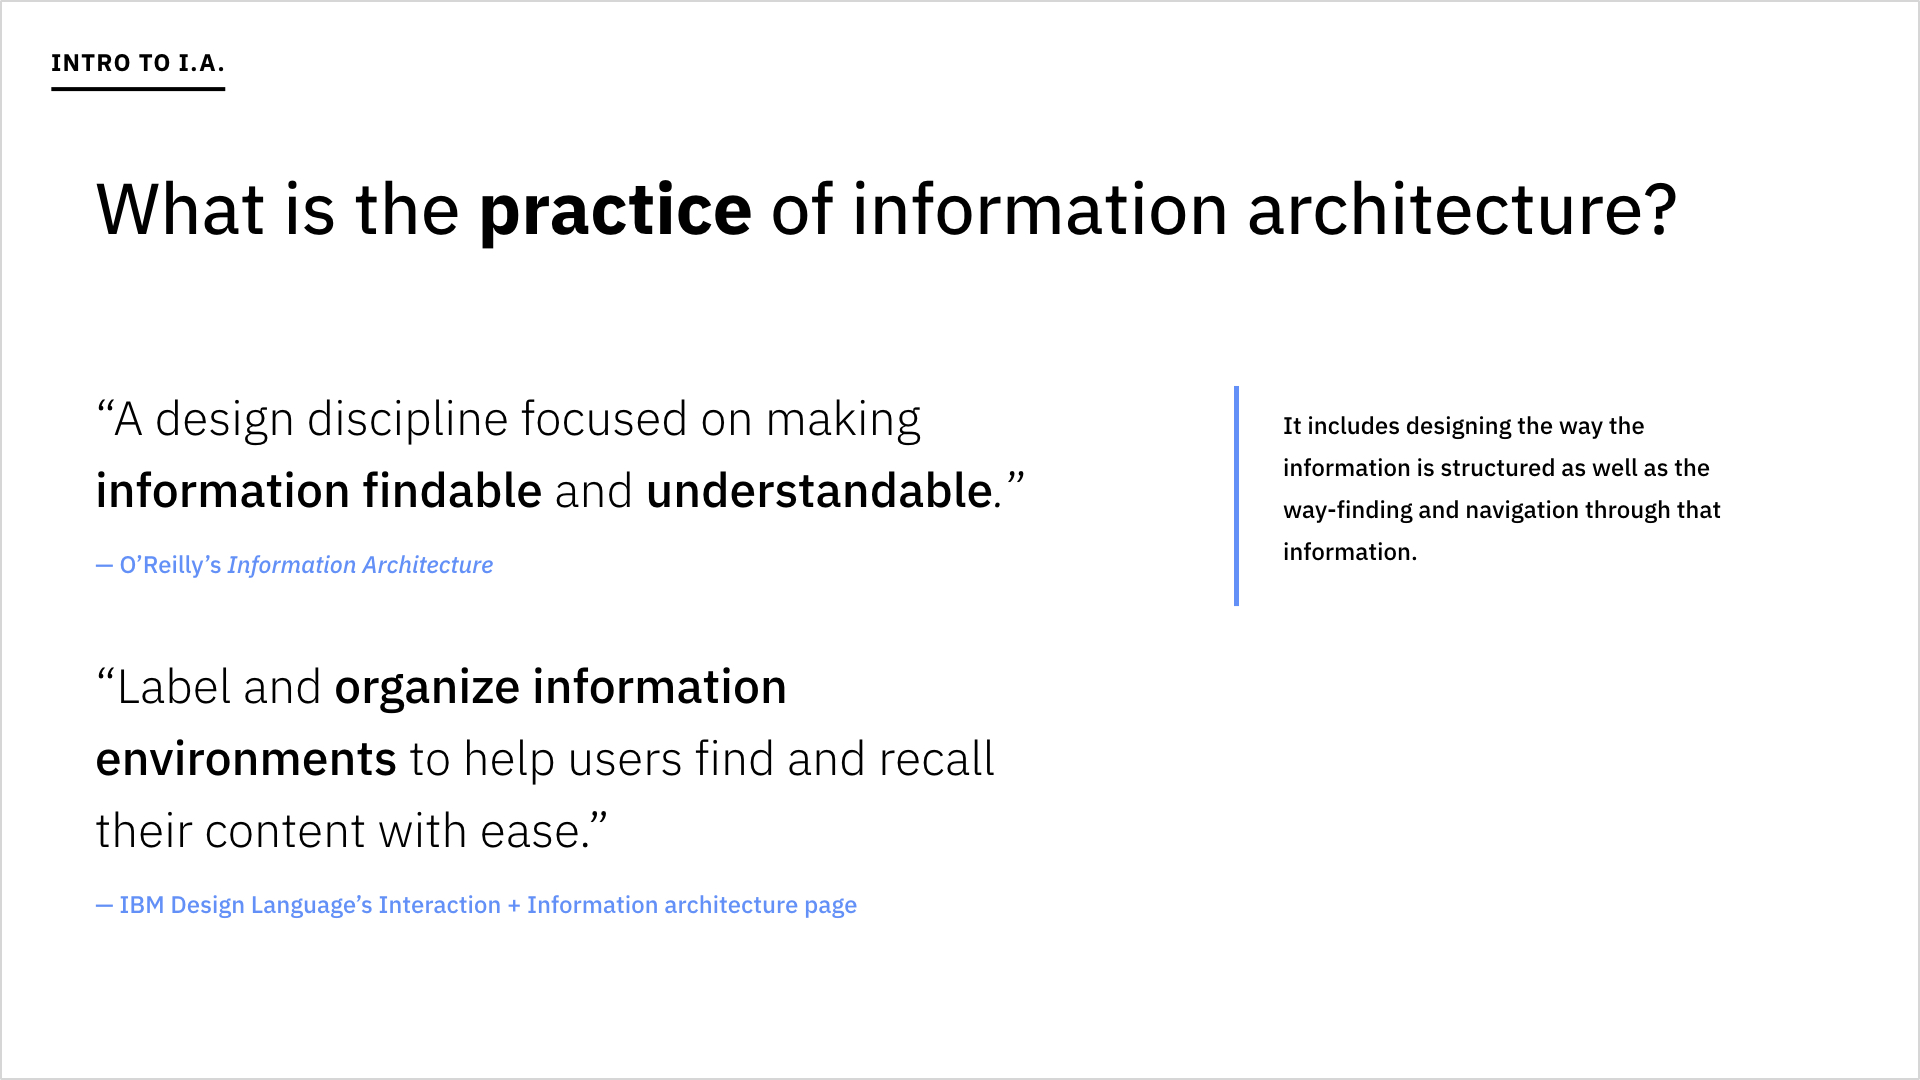 INTRO TO I.A.
What is the practice of information architecture?
“A design discipline focused on making
information findable and understandable.”
— O’Reilly’s Information Architecture
“Label and organize information
environments to help users find and recall
their content with ease.”
— IBM Design Language’s Interaction + Information architecture page
It includes designing the way the
information is structured as well as the
way-finding and navigation through that
information.